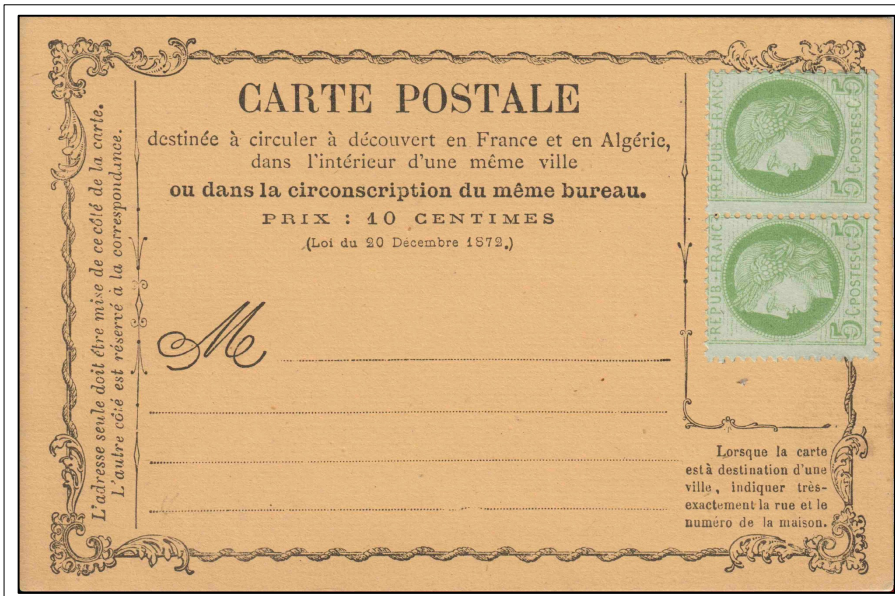 CARTE POSTALE
destinée à circuler à découvert en France et en Algérie,
dans l'intérieur d'une même ville
ou dans la circonscription du même bureau.
PRIX : 10 CENTIMES
(Loi du 20 Décembre 1872.)
M
L'adresse seule doit être mise de ce côté de la carte.
L'autre côté est réservé à la correspondance.
REPUB·FRANC
5 C·POSTES·C·5
REPUB·FRANC
5 C·POSTES·C·5
Lorsque la carte
est à destination d'une
ville, indiquer très-
exactement la rue et le
numéro de la maison.